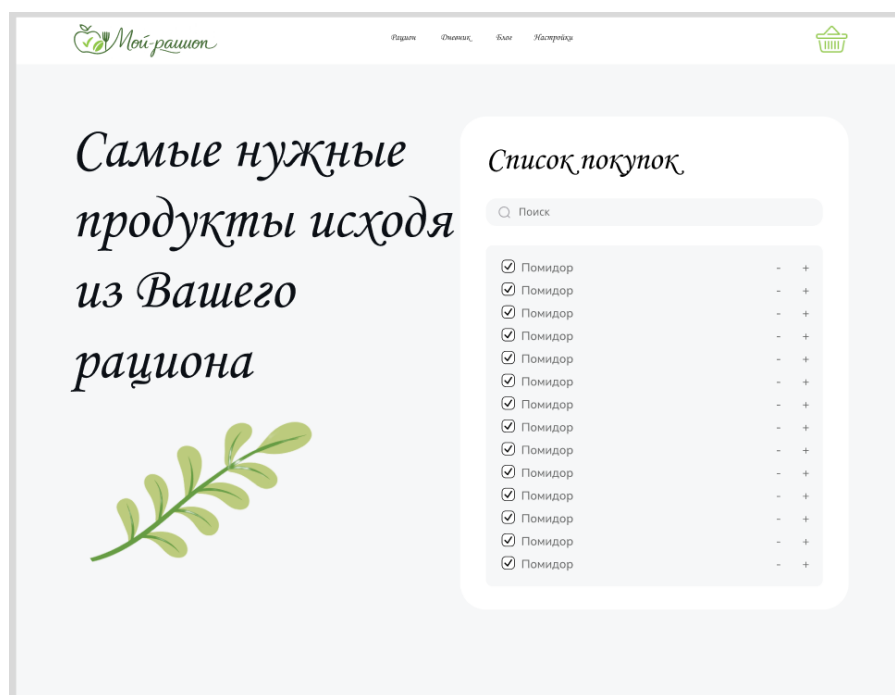 Мой-рацион
Рацион Дневник Блог Настройки
Самые нужные
продукты исходя
из Вашего
рациона
Список покупок
Поиск
Помидор - +
Помидор - +
Помидор - +
Помидор - +
Помидор - +
Помидор - +
Помидор - +
Помидор - +
Помидор - +
Помидор - +
Помидор - +
Помидор - +
Помидор - +
Помидор - +